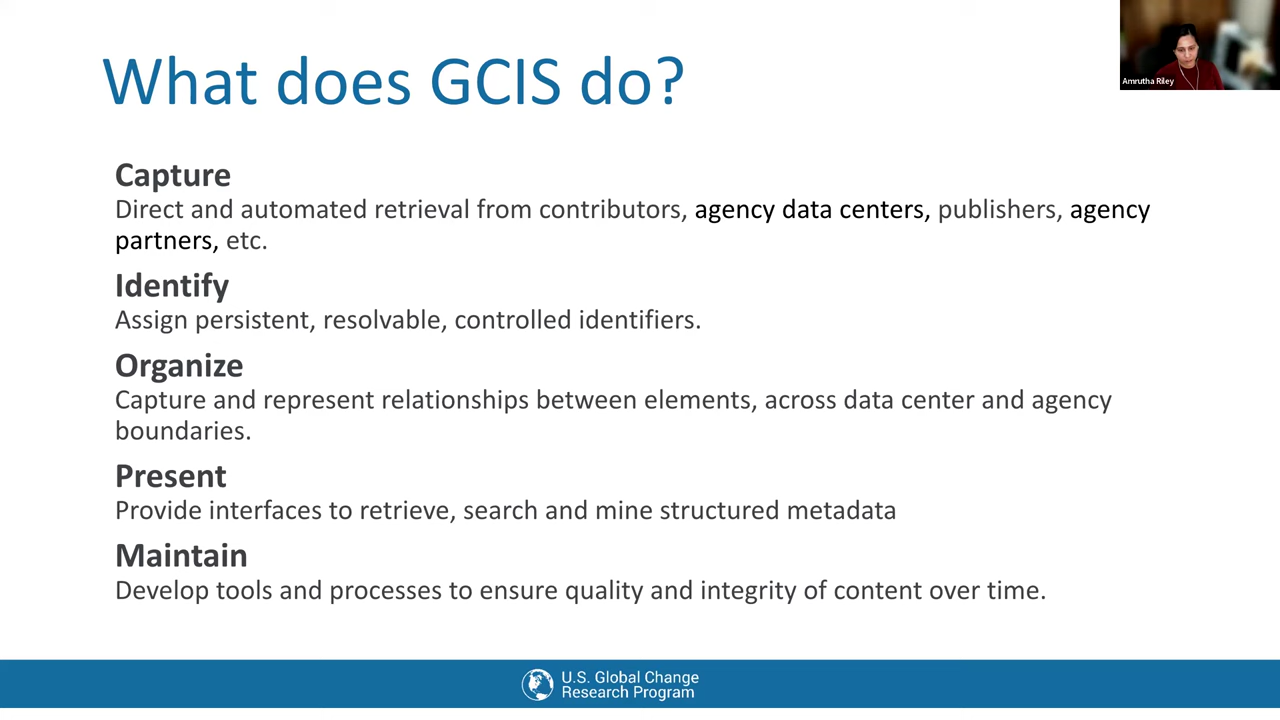 What does GCIS do?
Amrutha Riley
Capture
Direct and automated retrieval from contributors, agency data centers, publishers, agency
partners, etc.
Identify
Assign persistent, resolvable, controlled identifiers.
Organize
Capture and represent relationships between elements, across data center and agency
boundaries.
Present
Provide interfaces to retrieve, search and mine structured metadata
Maintain
Develop tools and processes to ensure quality and integrity of content over time.
U.S. Global Change
Research Program